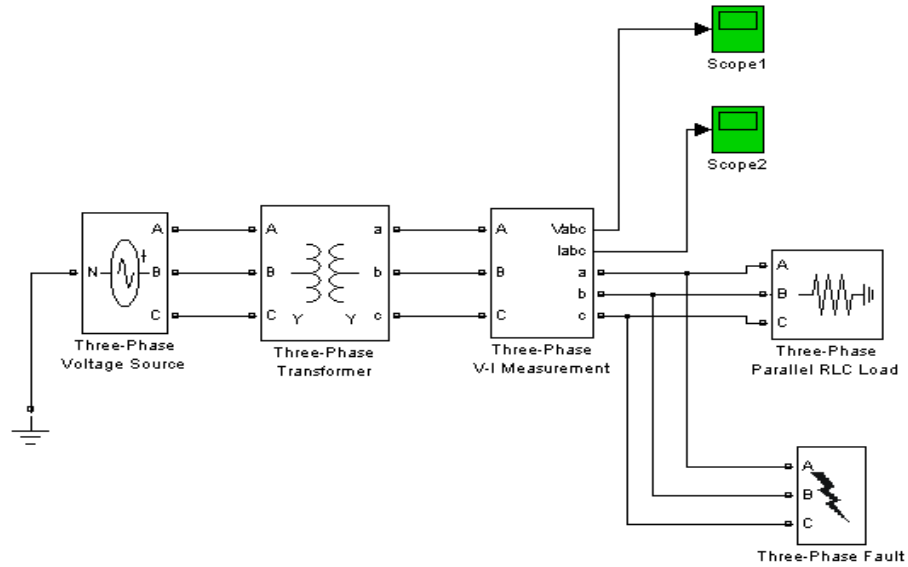 Scope1
Scope2
A
B
C
N
Three-Phase
Voltage Source
A
B
C
a
b
c
Y Y
Three-Phase
Transformer
A
B
C
Vabc
Iabc
a
b
c
Three-Phase
V-I Measurement
A
B
C
Three-Phase
Parallel RLC Load
A
B
C
Three-Phase Fault